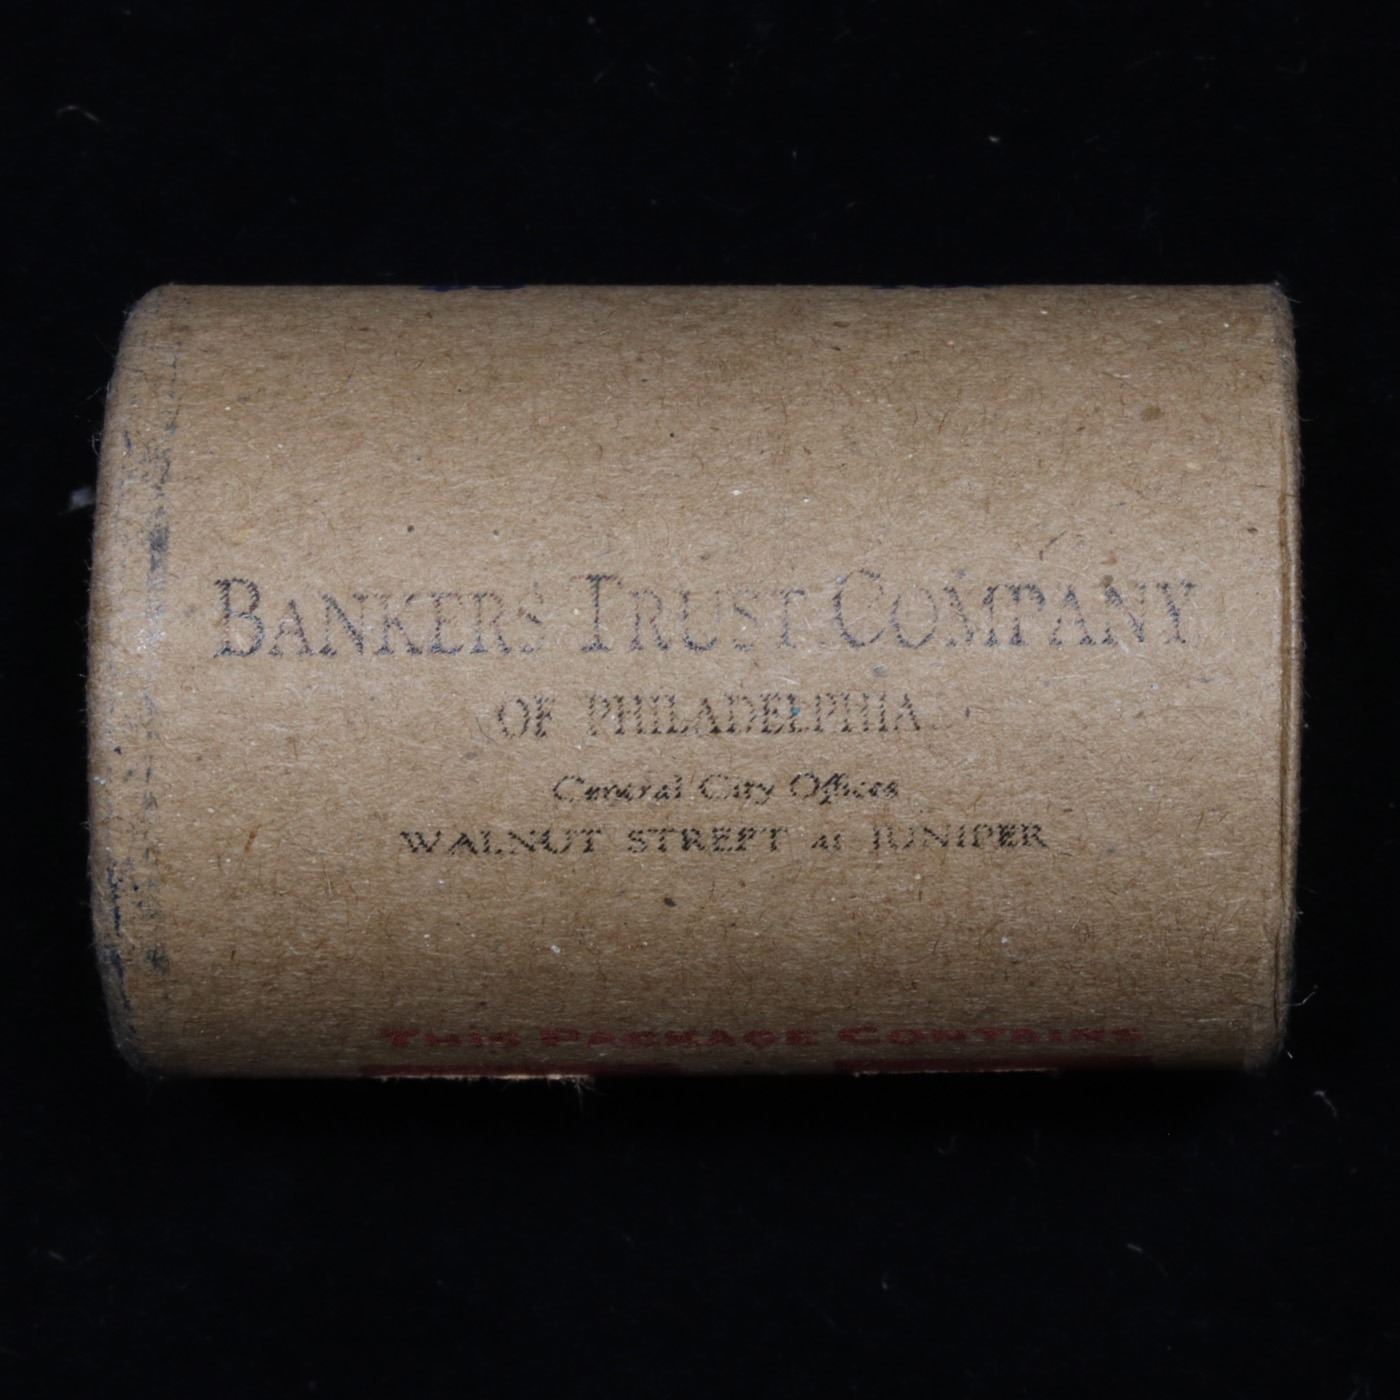 BANKERS TRUST COMPANY
OF PHILADELPHIA
Central City Offices
WALNUT STREET at JUNIPER
THIS PACKAGE CONTAINS